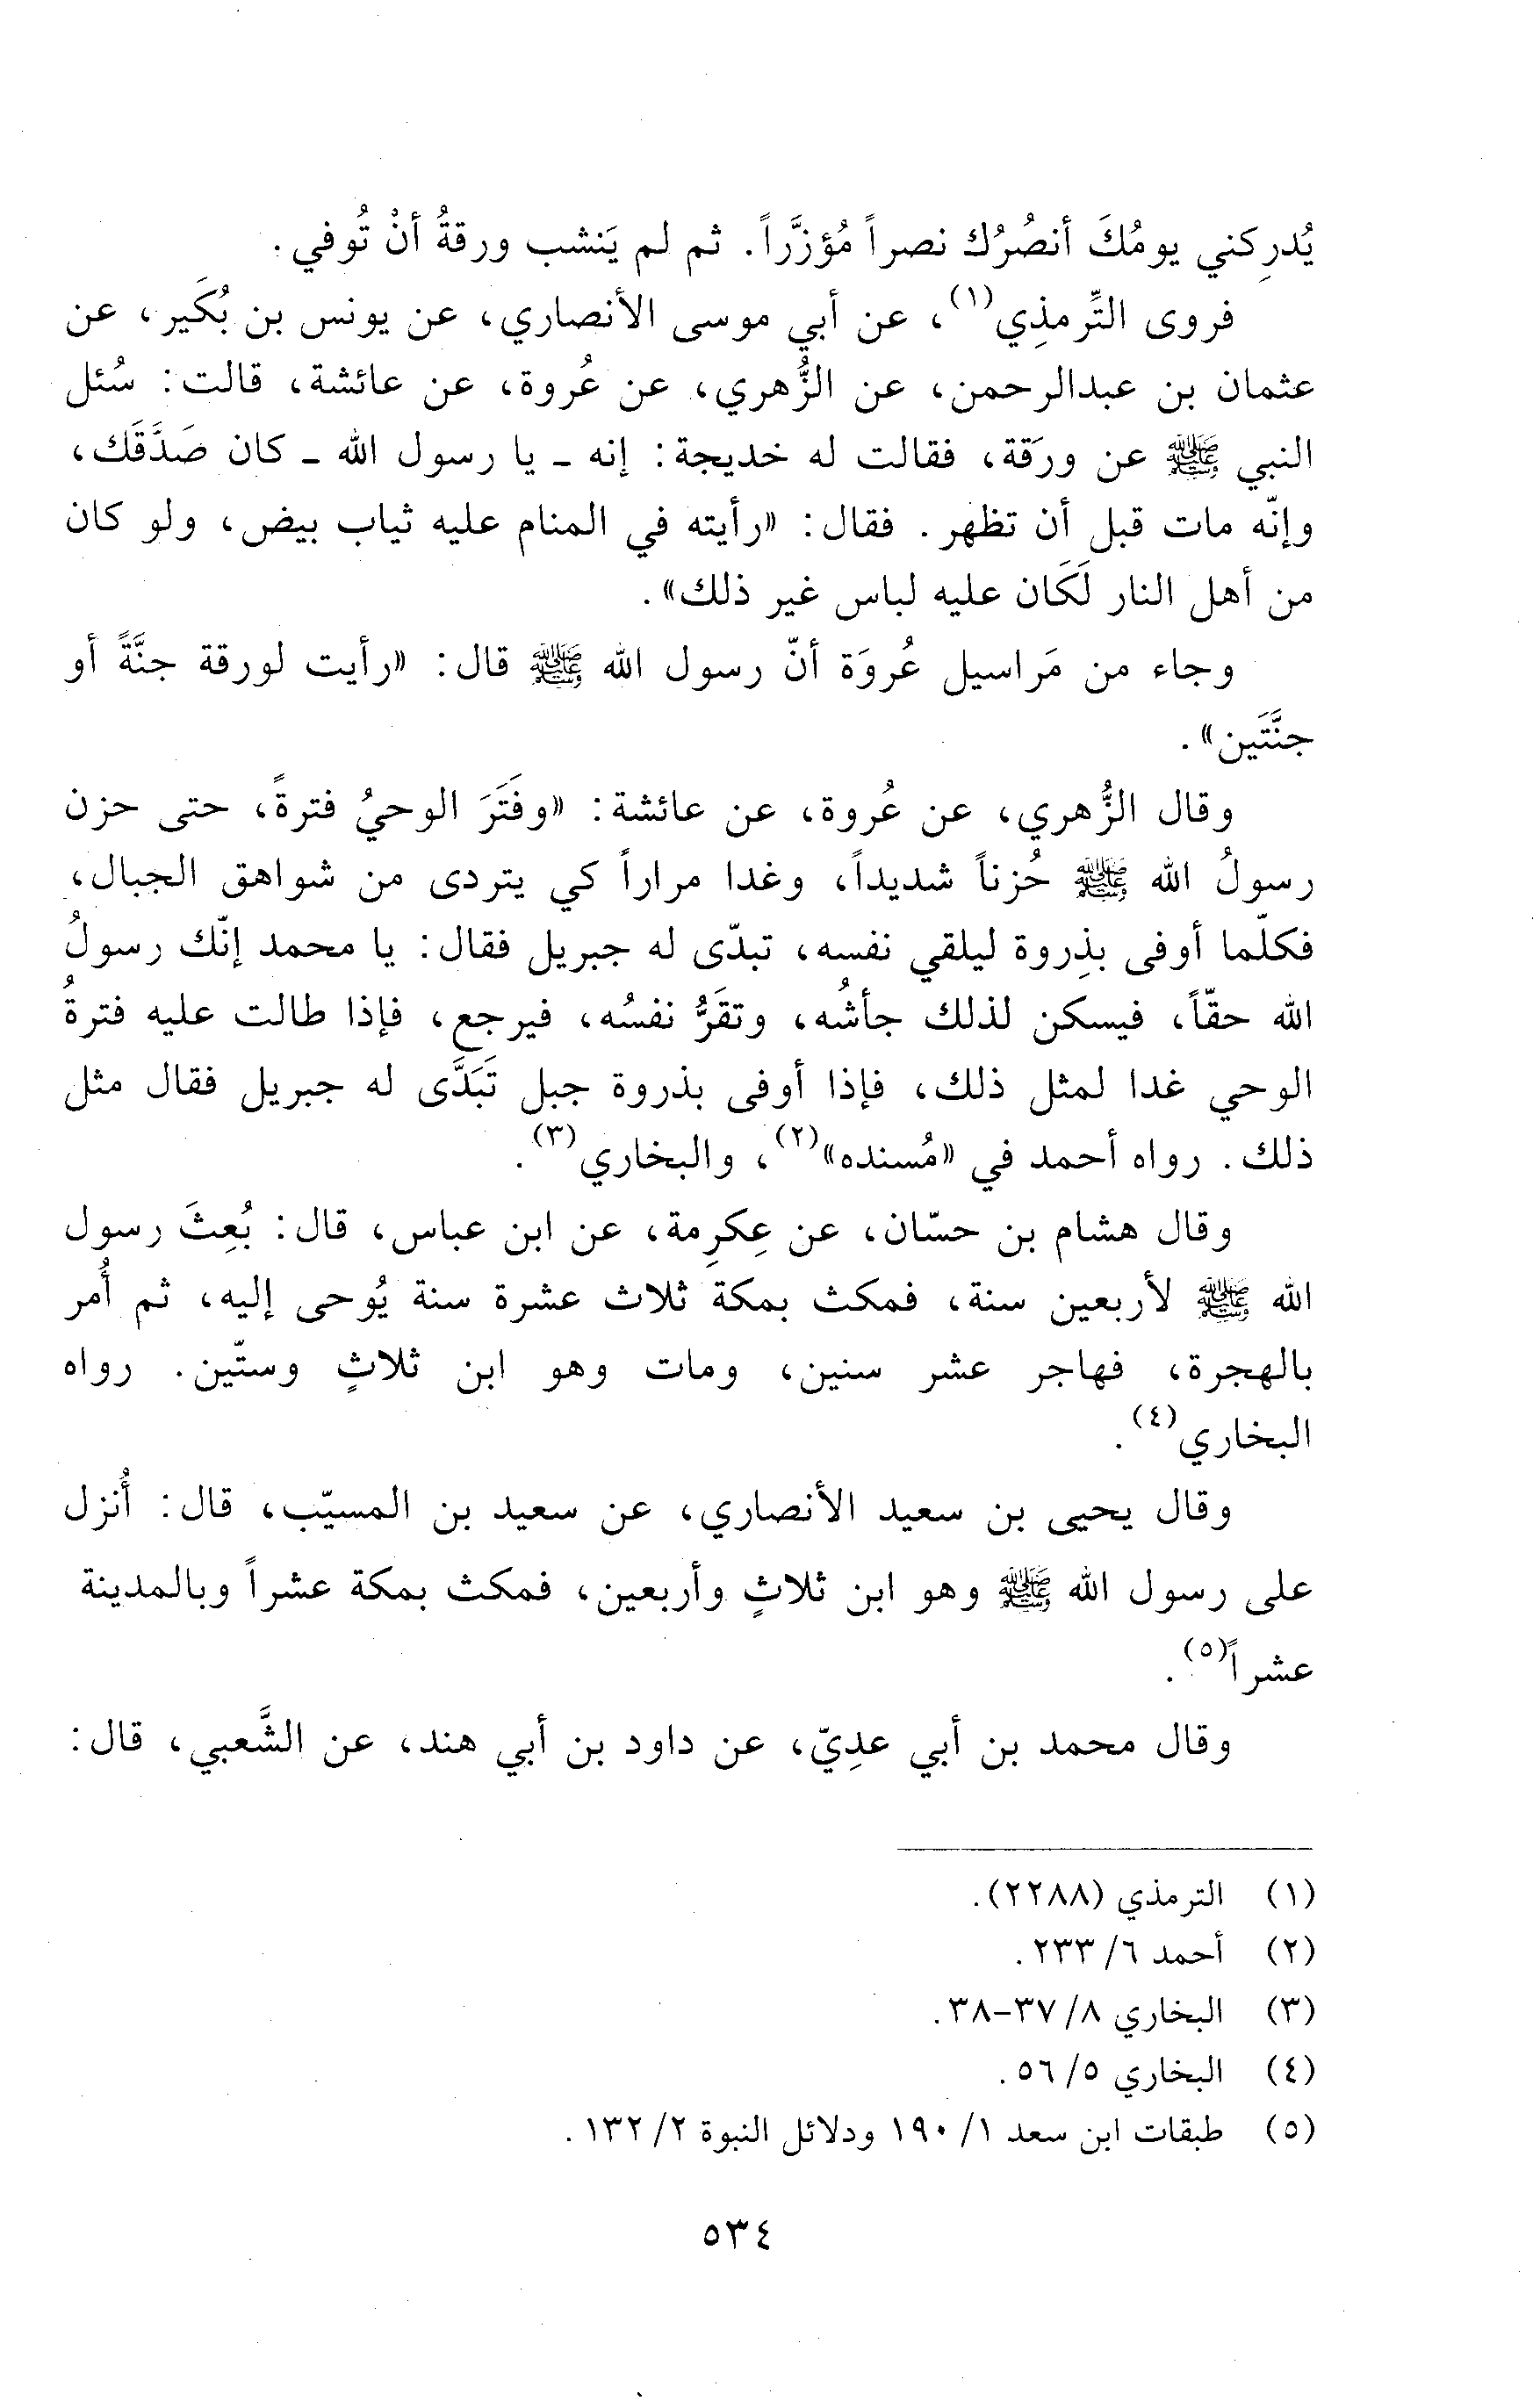 يُدرِكني يومُكَ أنصُرُك نصراً مُؤزَّراً. ثم لم يَنشب ورقةُ أنْ تُوفي.
فروى التِّرمذِي(١)، عن أبي موسى الأنصاري، عن يونس بن بُكَير، عن
عثمان بن عبدالرحمن، عن الزُّهري، عن عُروة، عن عائشة، قالت: سُئل
النبي ﷺ عن ورَقة، فقالت له خديجة: إنه ـ يا رسول الله ـ كان صَدَّقَك،
وإنّه مات قبل أن تظهر. فقال: «رأيته في المنام عليه ثياب بيض، ولو كان
من أهل النار لَكَان عليه لباس غير ذلك».
وجاء من مَراسيل عُروَة أنّ رسول الله ﷺ قال: «رأيت لورقة جنَّةً أو
جنَّتَين».
وقال الزُّهري، عن عُروة، عن عائشة: «وفَتَرَ الوحيُ فترةً، حتى حزن
رسولُ الله ﷺ حُزناً شديداً، وغدا مراراً كي يتردى من شواهق الجبال،
فكلّما أوفى بذِروة ليلقي نفسه، تبدّى له جبريل فقال: يا محمد إنّك رسولُ
الله حقّاً، فيسكن لذلك جأشُه، وتقَرُّ نفسُه، فيرجع، فإذا طالت عليه فترةُ
الوحي غدا لمثل ذلك، فإذا أوفى بذروة جبل تَبَدَّى له جبريل فقال مثل
ذلك. رواه أحمد في «مُسنده»(٢)، والبخاري(٣).
وقال هشام بن حسّان، عن عِكرِمة، عن ابن عباس، قال: بُعِثَ رسول
الله ﷺ لأربعين سنة، فمكث بمكة ثلاث عشرة سنة يُوحى إليه، ثم أُمر
بالهجرة، فهاجر عشر سنين، ومات وهو ابن ثلاثٍ وستّين. رواه
البخاري(٤).
وقال يحيى بن سعيد الأنصاري، عن سعيد بن المسيّب، قال: أُنزل
على رسول الله ﷺ وهو ابن ثلاثٍ وأربعين، فمكث بمكة عشراً وبالمدينة
عشراً(٥).
وقال محمد بن أبي عدِيّ، عن داود بن أبي هند، عن الشَّعبي، قال:
(١) الترمذي (٢٢٨٨).
(٢) أحمد ٦/ ٢٣٣.
(٣) البخاري ٨/ ٣٧-٣٨.
(٤) البخاري ٥/ ٥٦.
(٥) طبقات ابن سعد ١/ ١٩٠ ودلائل النبوة ٢/ ١٣٢.
٥٣٤